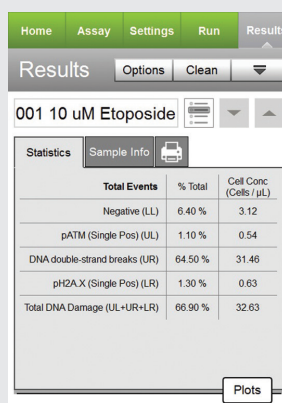 Home Assay Settings Run Results
Results Options Clean
001 10 uM Etoposide
Statistics Sample Info
Total Events % Total Cell Conc
(Cells / µL)
Negative (LL) 6.40 % 3.12
pATM (Single Pos) (UL) 1.10 % 0.54
DNA double-strand breaks (UR) 64.50 % 31.46
pH2A.X (Single Pos) (LR) 1.30 % 0.63
Total DNA Damage (UL+UR+LR) 66.90 % 32.63
Plots